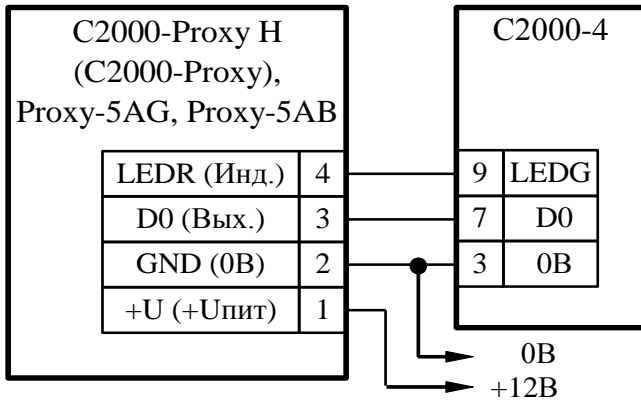 С2000-Proxy H
(С2000-Proxy),
Proxy-5AG, Proxy-5AB
LEDR (Инд.) 4
D0 (Вых.) 3
GND (0В) 2
+U (+Uпит) 1
С2000-4
9 LEDG
7 D0
3 0В
0В
+12В